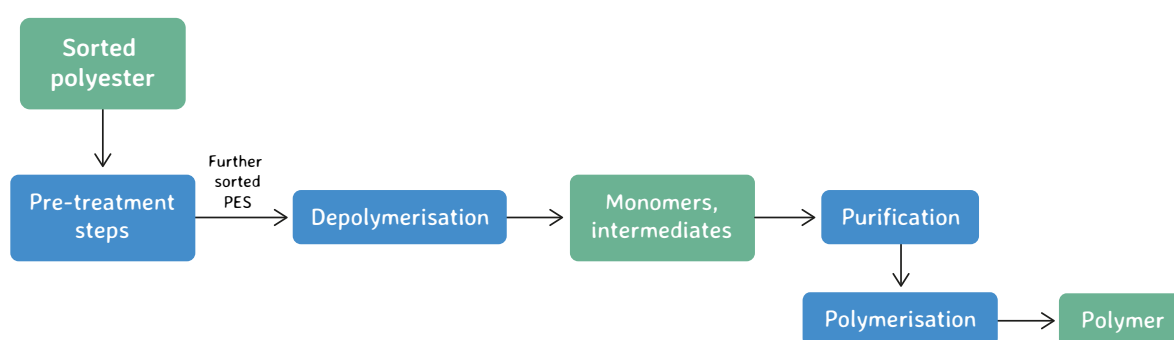 Sorted
polyester
Pre-treatment
steps
Further
sorted
PES
Depolymerisation
Monomers,
intermediates
Purification
Polymerisation
Polymer